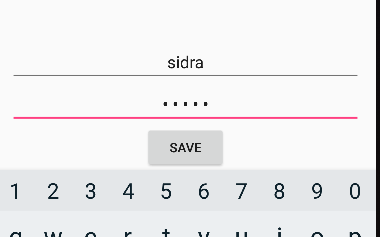 sidra
•••••
SAVE
1 2 3 4 5 6 7 8 9 0
q w e r t y u i o p